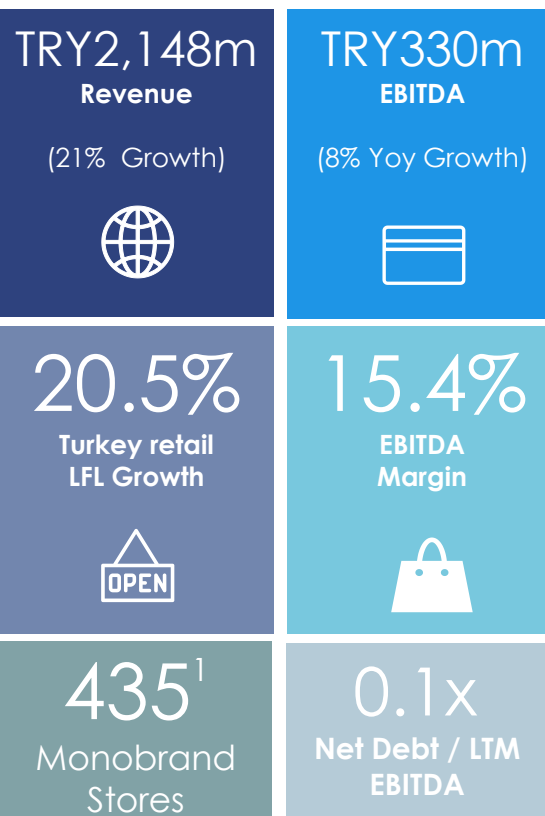 TRY2,148m
Revenue
(21% Growth)
TRY330m
EBITDA
(8% Yoy Growth)
20.5%
Turkey retail
LFL Growth
OPEN
15.4%
EBITDA
Margin
435¹
Monobrand
Stores
0.1x
Net Debt / LTM
EBITDA